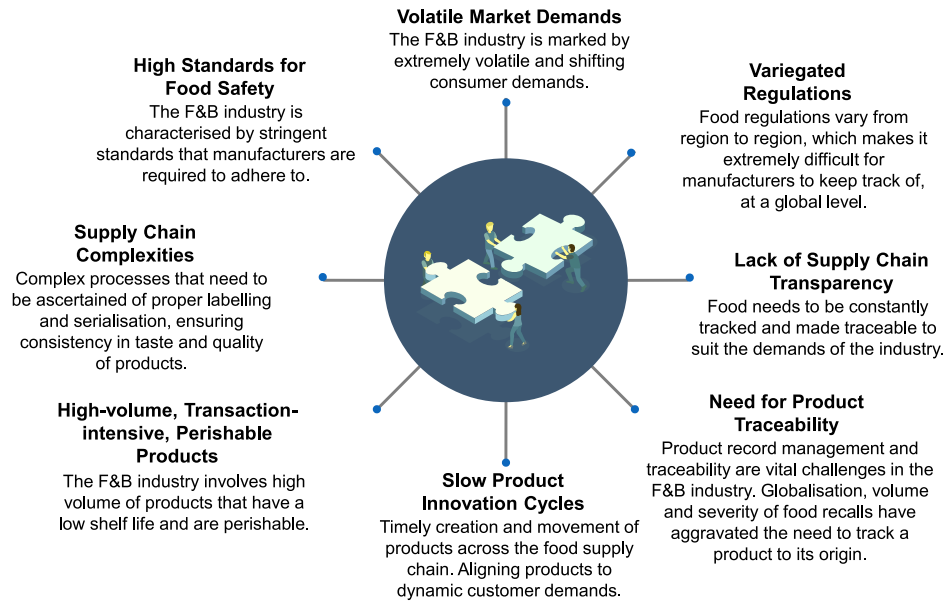 Volatile Market Demands
The F&B industry is marked by
extremely volatile and shifting
consumer demands.
Variegated
Regulations
Food regulations vary from
region to region, which makes it
extremely difficult for
manufacturers to keep track of,
at a global level.
Lack of Supply Chain
Transparency
Food needs to be constantly
tracked and made traceable to
suit the demands of the industry.
Need for Product
Traceability
Product record management and
traceability are vital challenges in the
F&B industry. Globalisation, volume
and severity of food recalls have
aggravated the need to track a
product to its origin.
Slow Product
Innovation Cycles
Timely creation and movement of
products across the food supply
chain. Aligning products to
dynamic customer demands.
High-volume, Transaction-
intensive, Perishable
Products
The F&B industry involves high
volume of products that have a
low shelf life and are perishable.
Supply Chain
Complexities
Complex processes that need to
be ascertained of proper labelling
and serialisation, ensuring
consistency in taste and quality
of products.
High Standards for
Food Safety
The F&B industry is
characterised by stringent
standards that manufacturers are
required to adhere to.